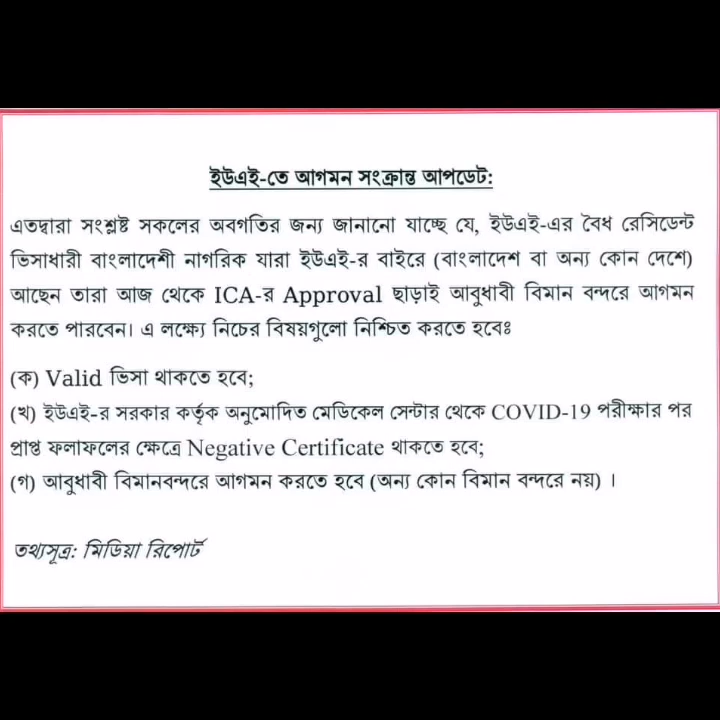 ইউএই-তে আগমন সংক্রান্ত আপডেট:
এতদ্বারা সংশ্লষ্ট সকলের অবগতির জন্য জানানো যাচ্ছে যে, ইউএই-এর বৈধ রেসিডেন্ট
ভিসাধারী বাংলাদেশী নাগরিক যারা ইউএই-র বাইরে (বাংলাদেশ বা অন্য কোন দেশে)
আছেন তারা আজ থেকে ICA-র Approval ছাড়াই আবুধাবী বিমান বন্দরে আগমন
করতে পারবেন। এ লক্ষ্যে নিচের বিষয়গুলো নিশ্চিত করতে হবেঃ
(ক) Valid ভিসা থাকতে হবে;
(খ) ইউএই-র সরকার কর্তৃক অনুমোদিত মেডিকেল সেন্টার থেকে COVID-19 পরীক্ষার পর
প্রাপ্ত ফলাফলের ক্ষেত্রে Negative Certificate থাকতে হবে;
(গ) আবুধাবী বিমানবন্দরে আগমন করতে হবে (অন্য কোন বিমান বন্দরে নয়) ।
তথ্যসূত্র: মিডিয়া রিপোর্ট